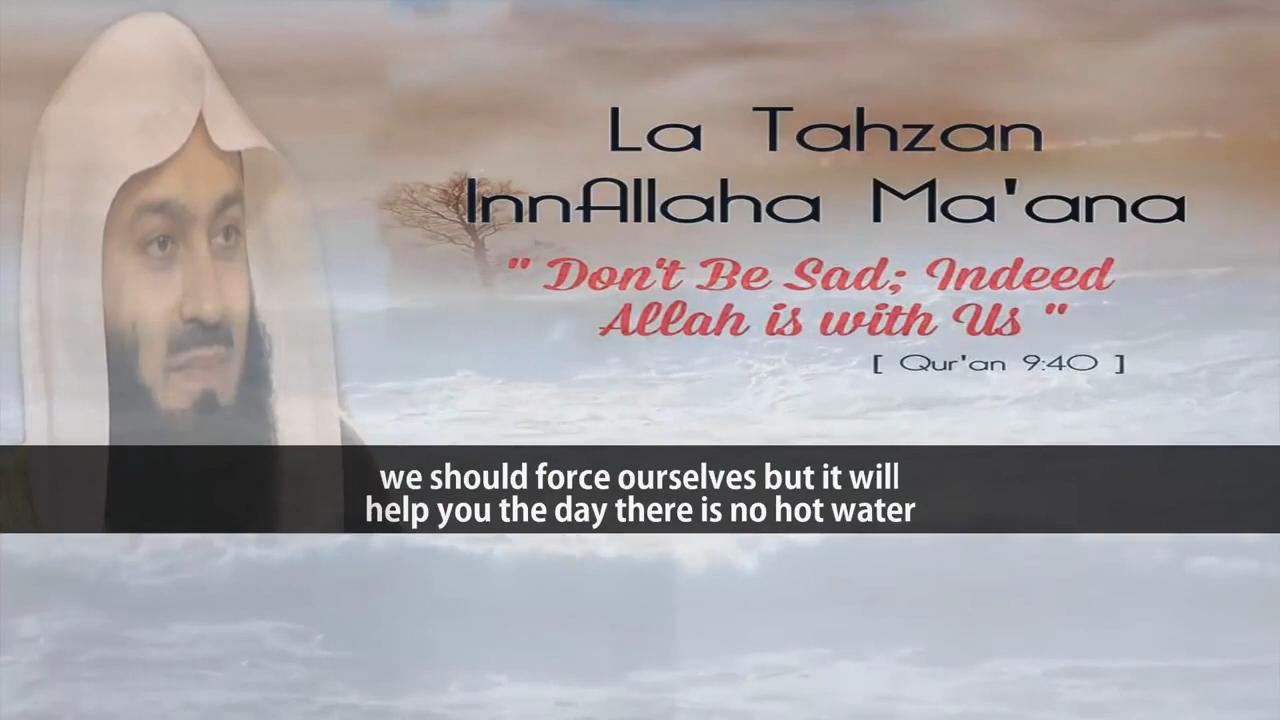 La Tahzan
InnAllaha Ma'ana
" Don't Be Sad; Indeed
Allah is with Us "
[ Qur'an 9:40 ]
we should force ourselves but it will
help you the day there is no hot water